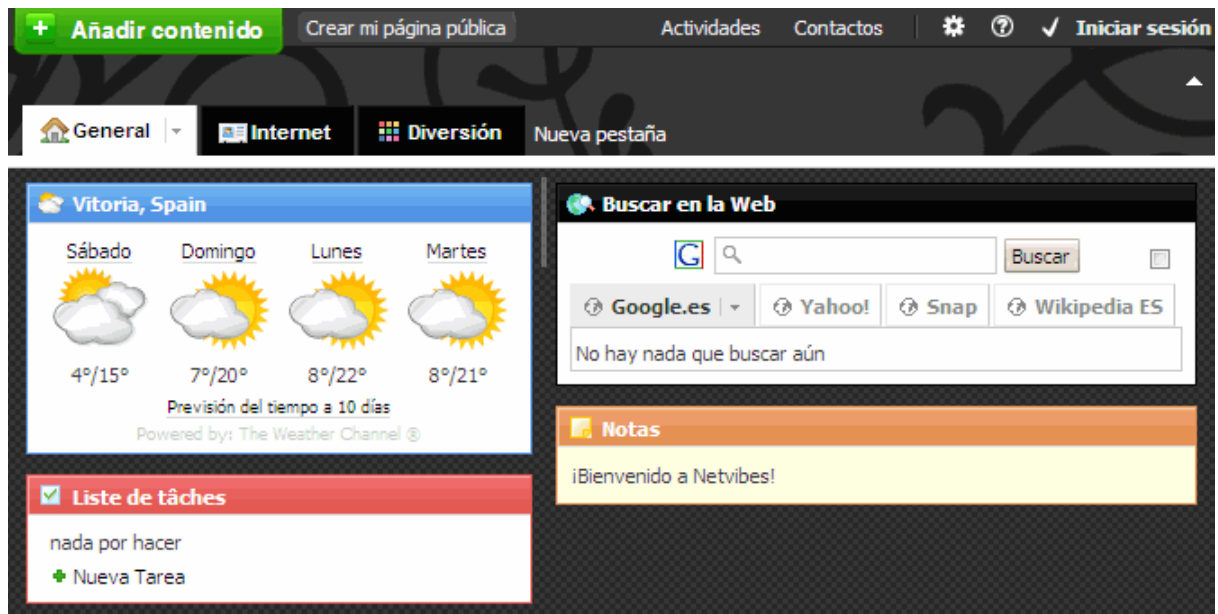 Añadir contenido Crear mi página pública Actividades Contactos Iniciar sesión
General Internet Diversión Nueva pestaña
Vitoria, Spain
Sábado Domingo Lunes Martes
4°/15° 7°/20° 8°/22° 8°/21°
Previsión del tiempo a 10 días
Powered by: The Weather Channel ®
Liste de tâches
nada por hacer
Nueva Tarea
Buscar en la Web
G Buscar
Google.es Yahoo! Snap Wikipedia ES
No hay nada que buscar aún
Notas
¡Bienvenido a Netvibes!